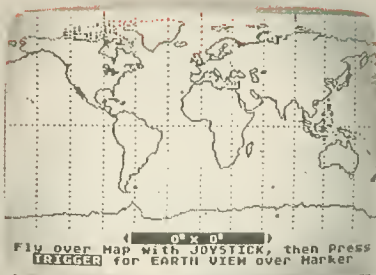 0° X 0°
Fly over Map with JOYSTICK, then Press
TRIGGER for EARTH VIEW over Marker